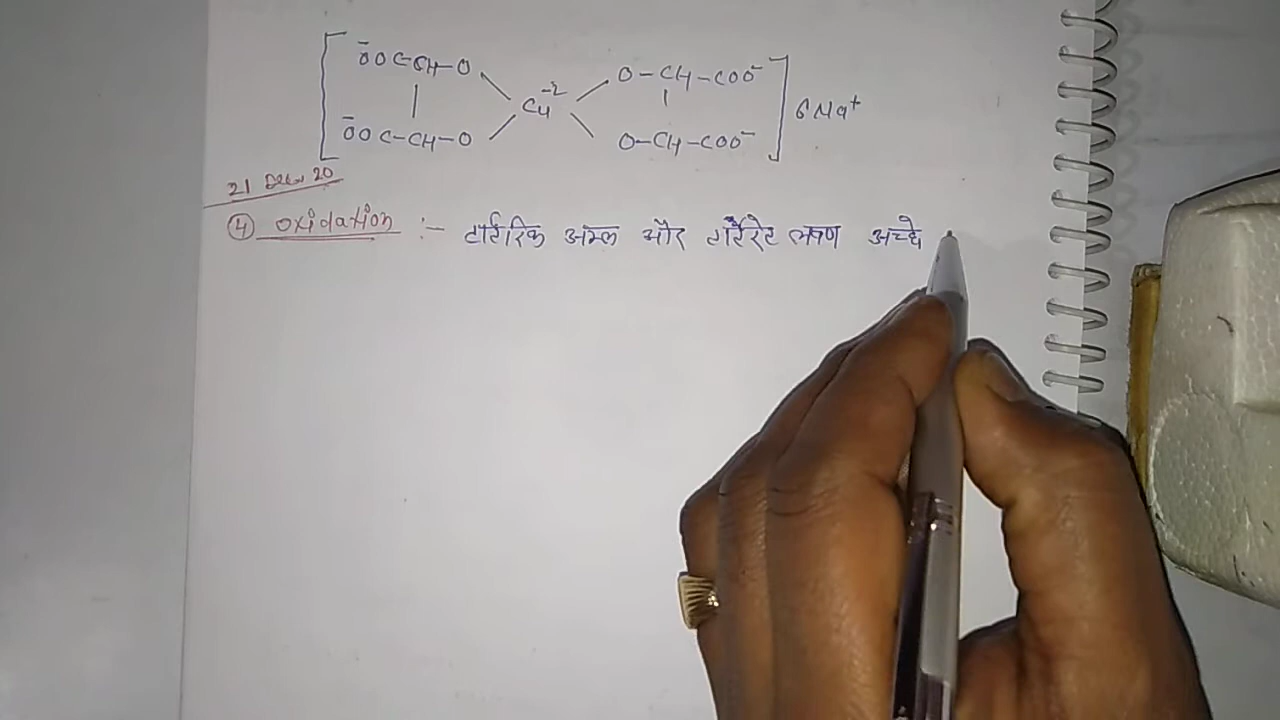 [ ⁻OOC-CH-O Cu⁻² O-CH-COO⁻ ] 6Na⁺
⁻OOC-CH-O O-CH-COO⁻
21 Dec. 20
④ Oxidation :- टार्टरिक अम्ल और टार्टरेट लवण अच्छे